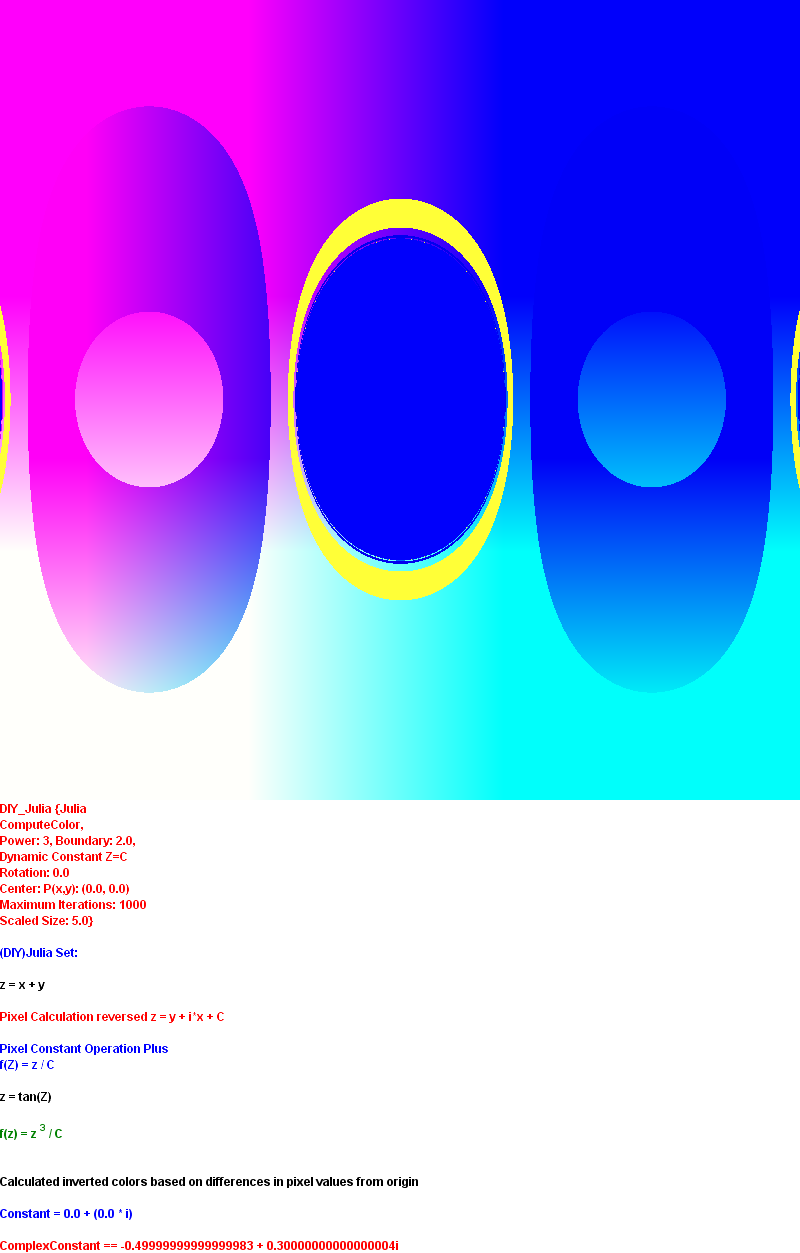 DIY_Julia {Julia
ComputeColor,
Power: 3, Boundary: 2.0,
Dynamic Constant Z=C
Rotation: 0.0
Center: P(x,y): (0.0, 0.0)
Maximum Iterations: 1000
Scaled Size: 5.0}
(DIY)Julia Set:
z = x + y
Pixel Calculation reversed z = y + i*x + C
Pixel Constant Operation Plus
f(Z) = z / C
z = tan(Z)
f(z) = z 3 / C
Calculated inverted colors based on differences in pixel values from origin
Constant = 0.0 + (0.0 * i)
ComplexConstant == -0.49999999999999983 + 0.30000000000000004i